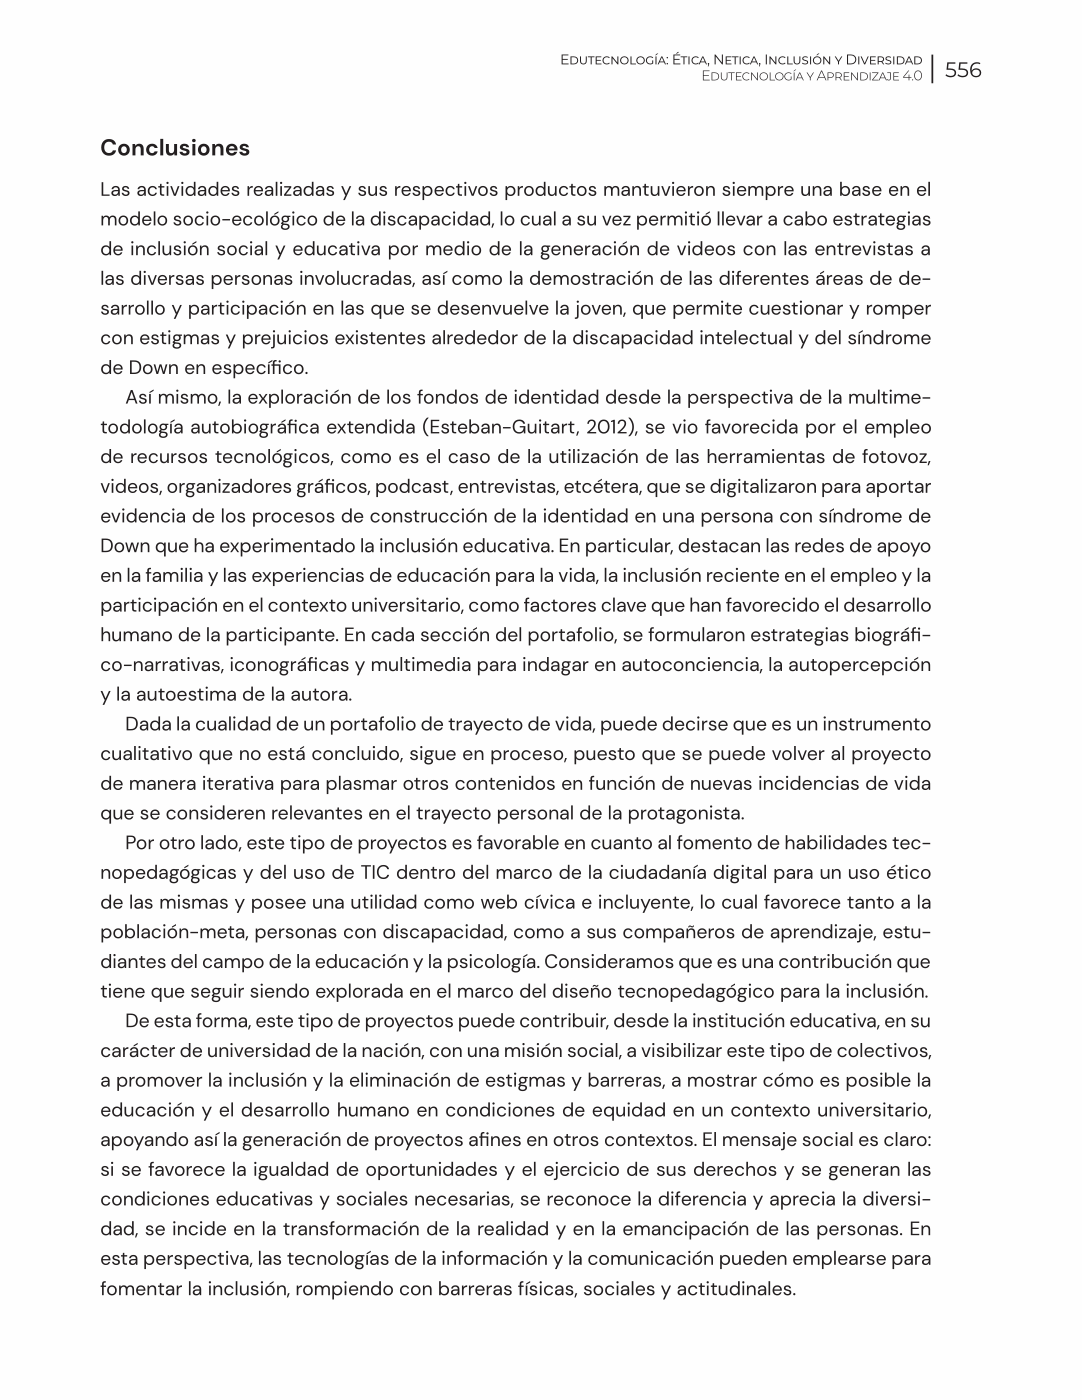 Edutecnología: Ética, Netica, Inclusión y Diversidad
Edutecnología y Aprendizaje 4.0
556
Conclusiones
Las actividades realizadas y sus respectivos productos mantuvieron siempre una base en el
modelo socio-ecológico de la discapacidad, lo cual a su vez permitió llevar a cabo estrategias
de inclusión social y educativa por medio de la generación de videos con las entrevistas a
las diversas personas involucradas, así como la demostración de las diferentes áreas de de-
sarrollo y participación en las que se desenvuelve la joven, que permite cuestionar y romper
con estigmas y prejuicios existentes alrededor de la discapacidad intelectual y del síndrome
de Down en específico.
Así mismo, la exploración de los fondos de identidad desde la perspectiva de la multime-
todología autobiográfica extendida (Esteban-Guitart, 2012), se vio favorecida por el empleo
de recursos tecnológicos, como es el caso de la utilización de las herramientas de fotovoz,
videos, organizadores gráficos, podcast, entrevistas, etcétera, que se digitalizaron para aportar
evidencia de los procesos de construcción de la identidad en una persona con síndrome de
Down que ha experimentado la inclusión educativa. En particular, destacan las redes de apoyo
en la familia y las experiencias de educación para la vida, la inclusión reciente en el empleo y la
participación en el contexto universitario, como factores clave que han favorecido el desarrollo
humano de la participante. En cada sección del portafolio, se formularon estrategias biográfi-
co-narrativas, iconográficas y multimedia para indagar en autoconciencia, la autopercepción
y la autoestima de la autora.
Dada la cualidad de un portafolio de trayecto de vida, puede decirse que es un instrumento
cualitativo que no está concluido, sigue en proceso, puesto que se puede volver al proyecto
de manera iterativa para plasmar otros contenidos en función de nuevas incidencias de vida
que se consideren relevantes en el trayecto personal de la protagonista.
Por otro lado, este tipo de proyectos es favorable en cuanto al fomento de habilidades tec-
nopedagógicas y del uso de TIC dentro del marco de la ciudadanía digital para un uso ético
de las mismas y posee una utilidad como web cívica e incluyente, lo cual favorece tanto a la
población-meta, personas con discapacidad, como a sus compañeros de aprendizaje, estu-
diantes del campo de la educación y la psicología. Consideramos que es una contribución que
tiene que seguir siendo explorada en el marco del diseño tecnopedagógico para la inclusión.
De esta forma, este tipo de proyectos puede contribuir, desde la institución educativa, en su
carácter de universidad de la nación, con una misión social, a visibilizar este tipo de colectivos,
a promover la inclusión y la eliminación de estigmas y barreras, a mostrar cómo es posible la
educación y el desarrollo humano en condiciones de equidad en un contexto universitario,
apoyando así la generación de proyectos afines en otros contextos. El mensaje social es claro:
si se favorece la igualdad de oportunidades y el ejercicio de sus derechos y se generan las
condiciones educativas y sociales necesarias, se reconoce la diferencia y aprecia la diversi-
dad, se incide en la transformación de la realidad y en la emancipación de las personas. En
esta perspectiva, las tecnologías de la información y la comunicación pueden emplearse para
fomentar la inclusión, rompiendo con barreras físicas, sociales y actitudinales.